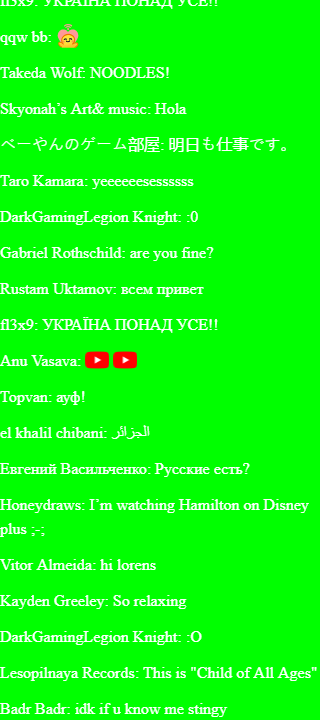 fl3x9: УКРАЇНА ПОНАД УСЕ!!
qqw bb:
Takeda Wolf: NOODLES!
Skyonah's Art& music: Hola
べーやんのゲーム部屋: 明日も仕事です。
Taro Kamara: yeeeeeesessssss
DarkGamingLegion Knight: :0
Gabriel Rothschild: are you fine?
Rustam Uktamov: всем привет
fl3x9: УКРАЇНА ПОНАД УСЕ!!
Anu Vasava:
Topvan: ауф!
el khalil chibani: الجزائر
Евгений Васильченко: Русские есть?
Honeydraws: I'm watching Hamilton on Disney
plus ;-;
Vitor Almeida: hi lorens
Kayden Greeley: So relaxing
DarkGamingLegion Knight: :O
Lesopilnaya Records: This is "Child of All Ages"
Badr Badr: idk if u know me stingy